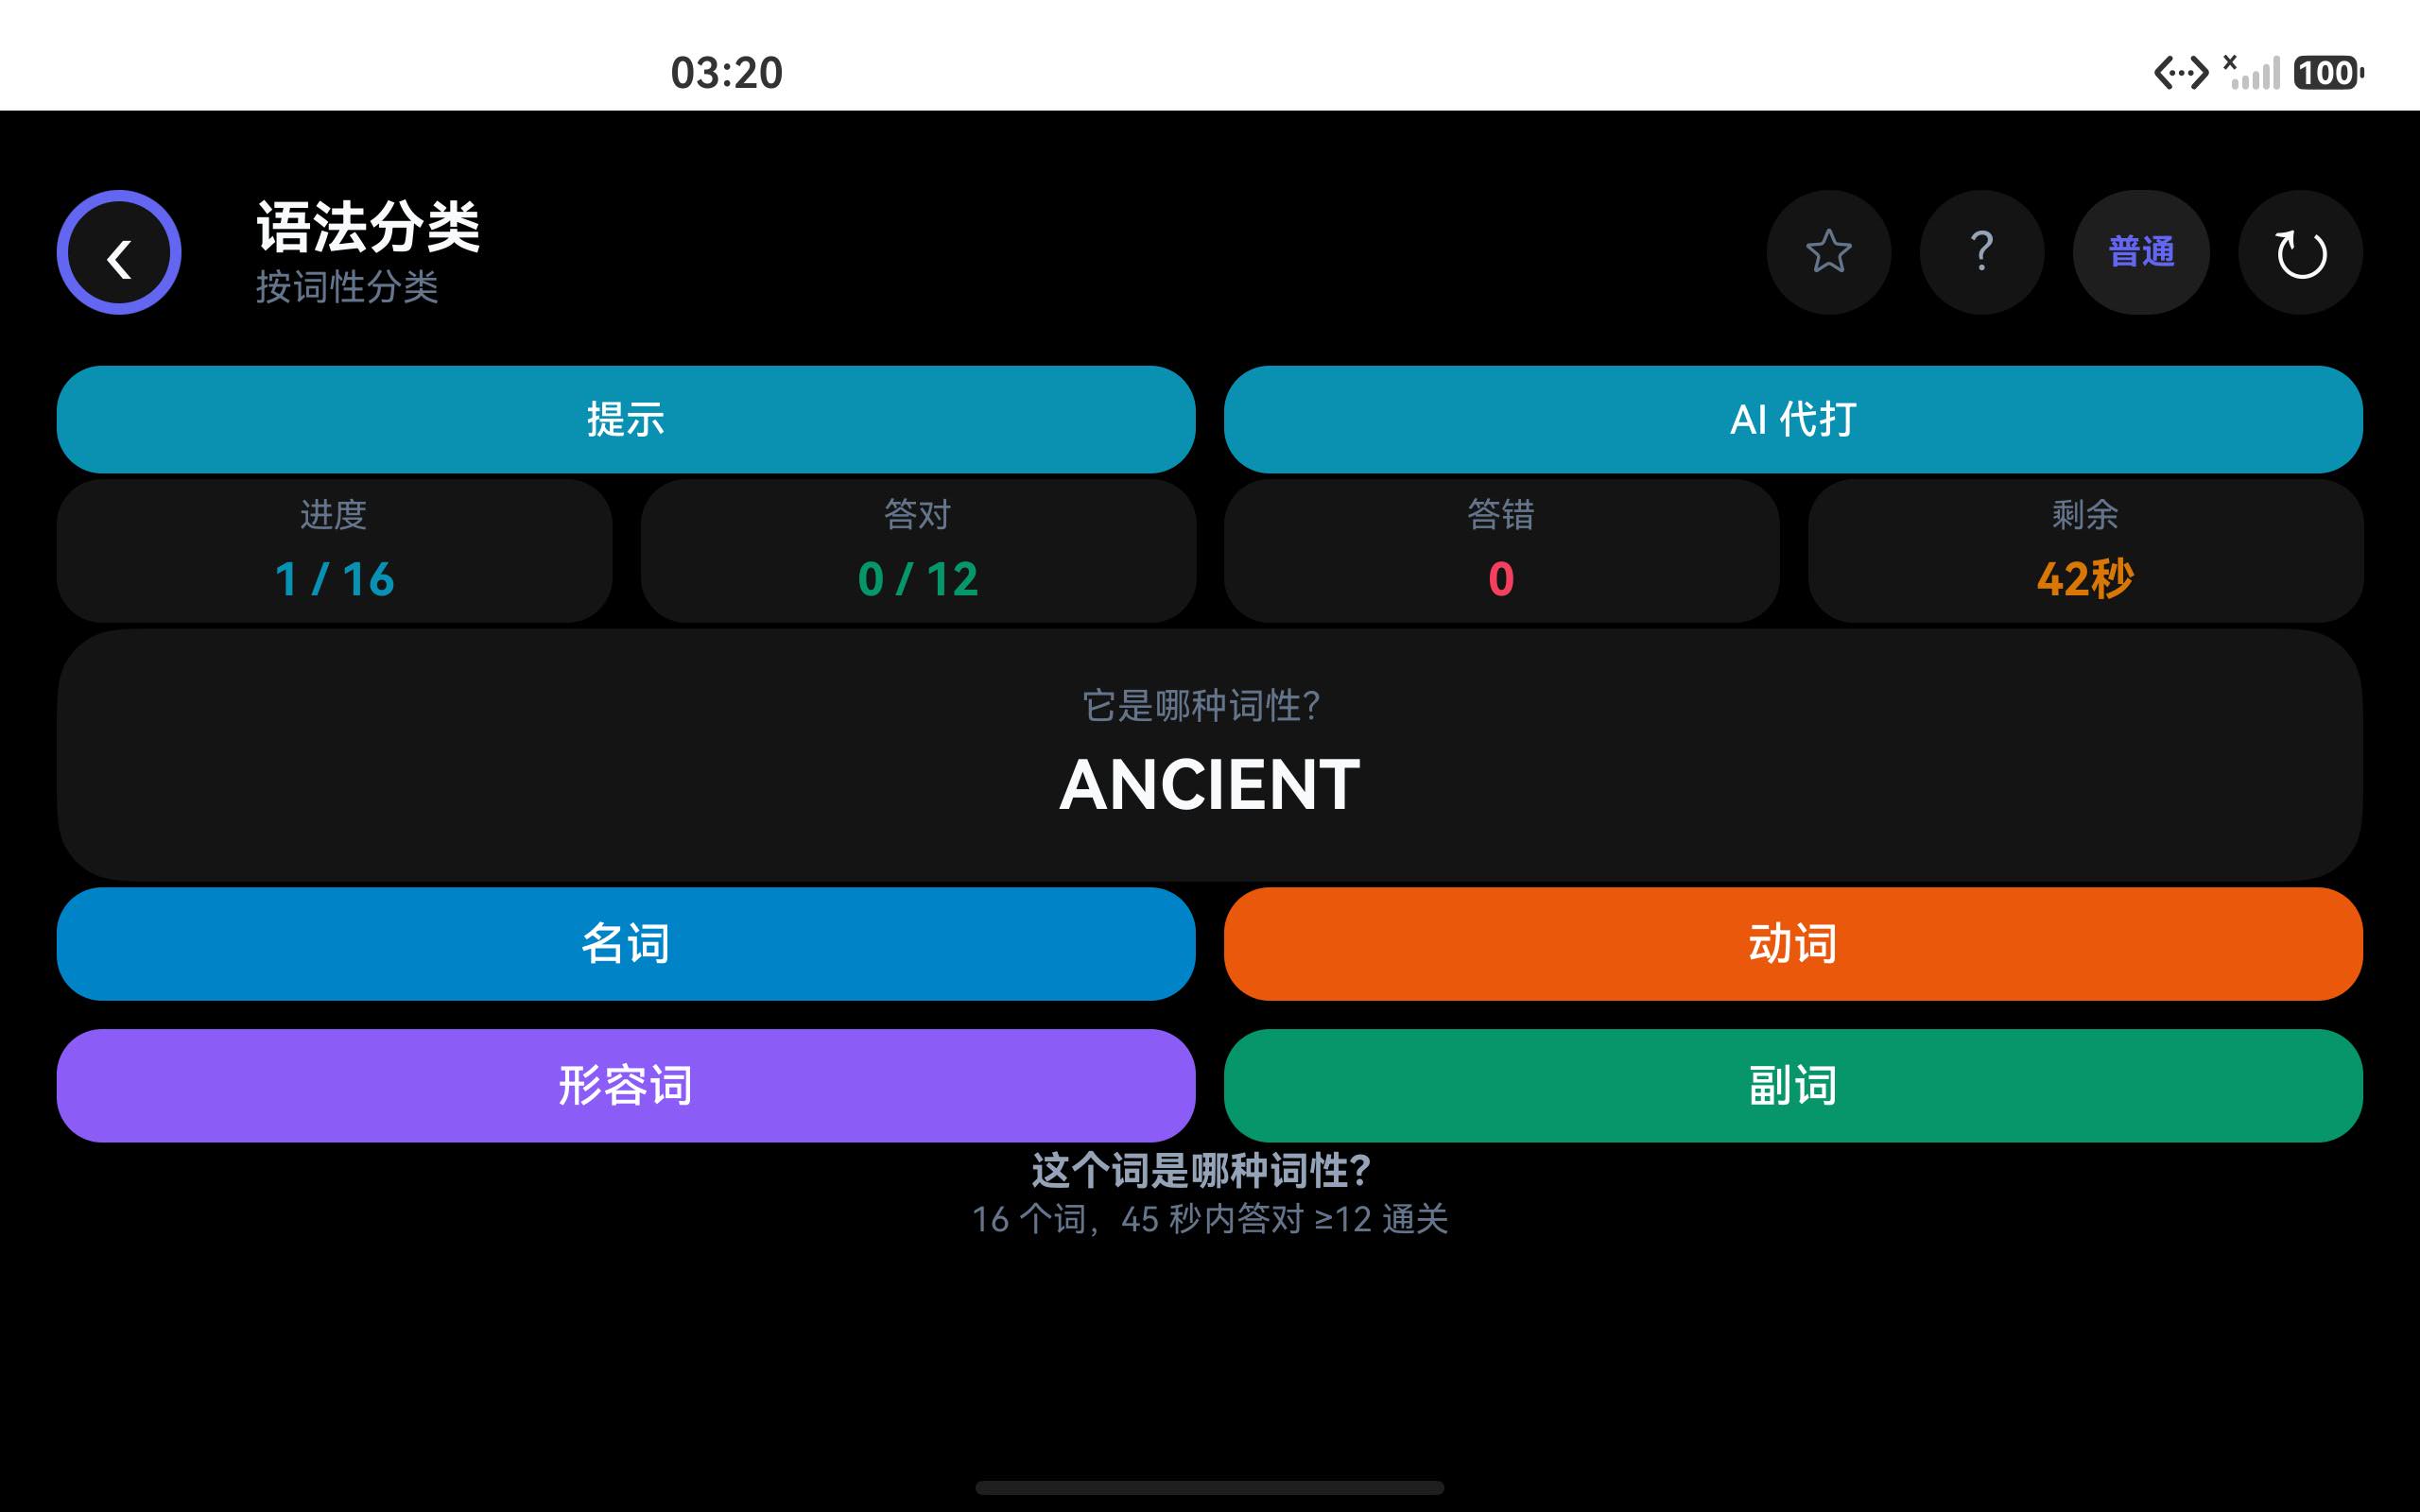 03:20
100
语法分类
按词性分类
?
普通
提示
AI 代打
进度
1 / 16
答对
0 / 12
答错
0
剩余
42秒
它是哪种词性？
ANCIENT
名词
动词
形容词
副词
这个词是哪种词性？
16 个词，45 秒内答对 ≥12 通关